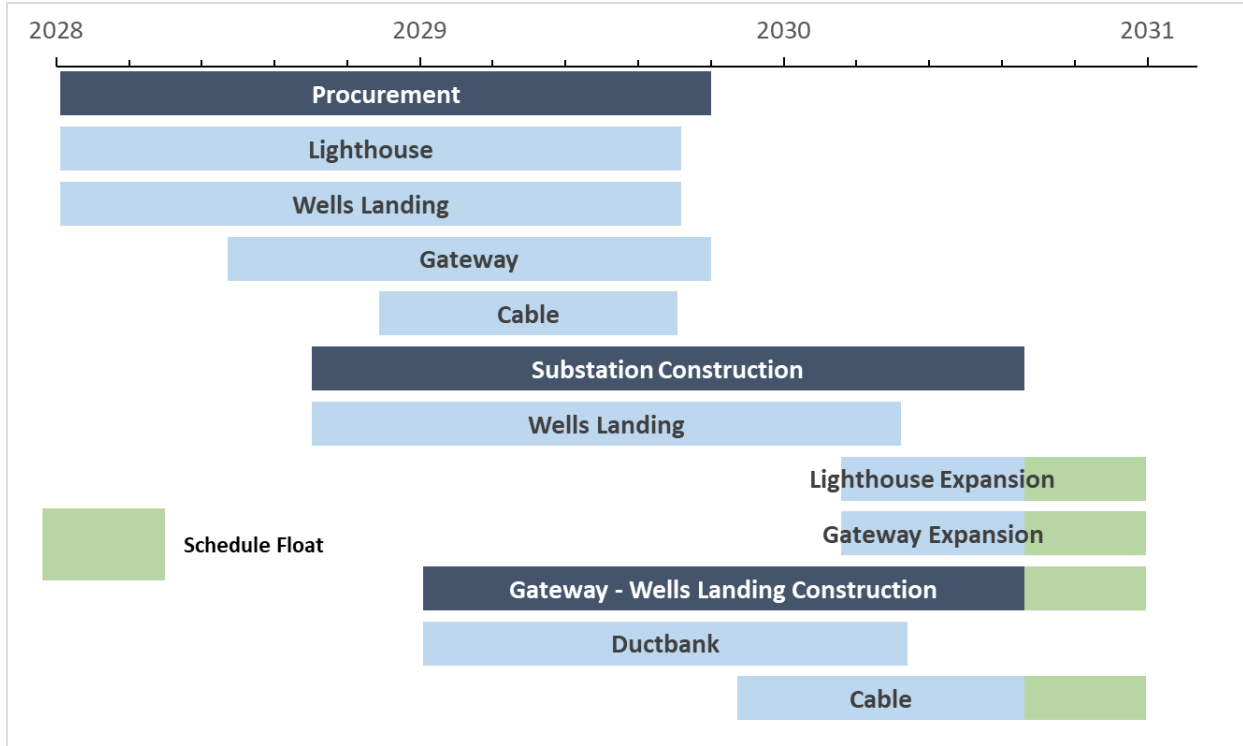 2028 2029 2030 2031
Procurement
Lighthouse
Wells Landing
Gateway
Cable
Substation Construction
Wells Landing
Lighthouse Expansion
Gateway Expansion
Schedule Float
Gateway - Wells Landing Construction
Ductbank
Cable